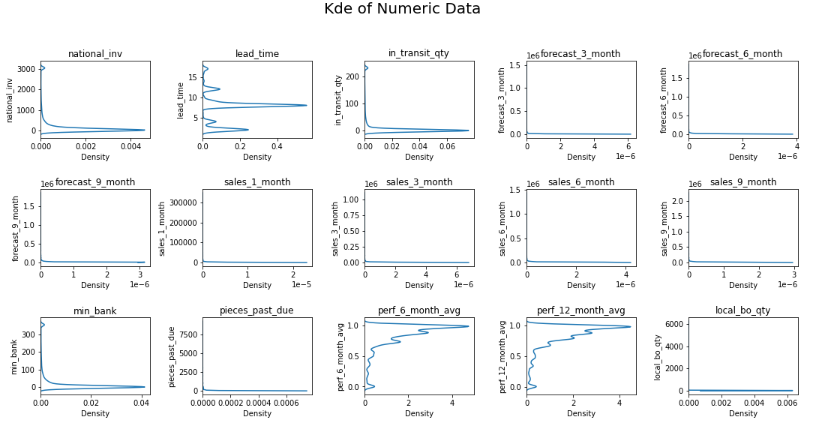 Kde of Numeric Data
national_inv
lead_time
in_transit_qty
forecast_3_month
forecast_6_month
national_inv
3000
2000
1000
0
0.000 0.002 0.004
Density
lead_time
15
10
5
0.0 0.2 0.4
Density
in_transit_qty
200
100
0
0.00 0.02 0.04 0.06
Density
forecast_3_month
1e6
1.5
1.0
0.5
0.0
0 2 4 6
1e-6
Density
forecast_6_month
1e6
1.5
1.0
0.5
0.0
0 2 4
1e-6
Density
forecast_9_month
sales_1_month
sales_3_month
sales_6_month
sales_9_month
forecast_9_month
1e6
1.5
1.0
0.5
0.0
0 1 2 3
1e-6
Density
sales_1_month
300000
200000
100000
0
0 1 2
1e-5
Density
sales_3_month
1e6
1.00
0.75
0.50
0.25
0.00
0 2 4 6
1e-6
Density
sales_6_month
1e6
1.5
1.0
0.5
0.0
0 2 4
1e-6
Density
sales_9_month
1e6
2.0
1.5
1.0
0.5
0.0
0 1 2 3
1e-6
Density
min_bank
pieces_past_due
perf_6_month_avg
perf_12_month_avg
local_bo_qty
min_bank
300
200
100
0
0.00 0.02 0.04
Density
pieces_past_due
7500
5000
2500
0
0.0000 0.0002 0.0004 0.0006
Density
perf_6_month_avg
1.0
0.5
0.0
0 2 4
Density
perf_12_month_avg
1.0
0.5
0.0
0 2 4
Density
local_bo_qty
6000
4000
2000
0
0.000 0.002 0.004 0.006
Density